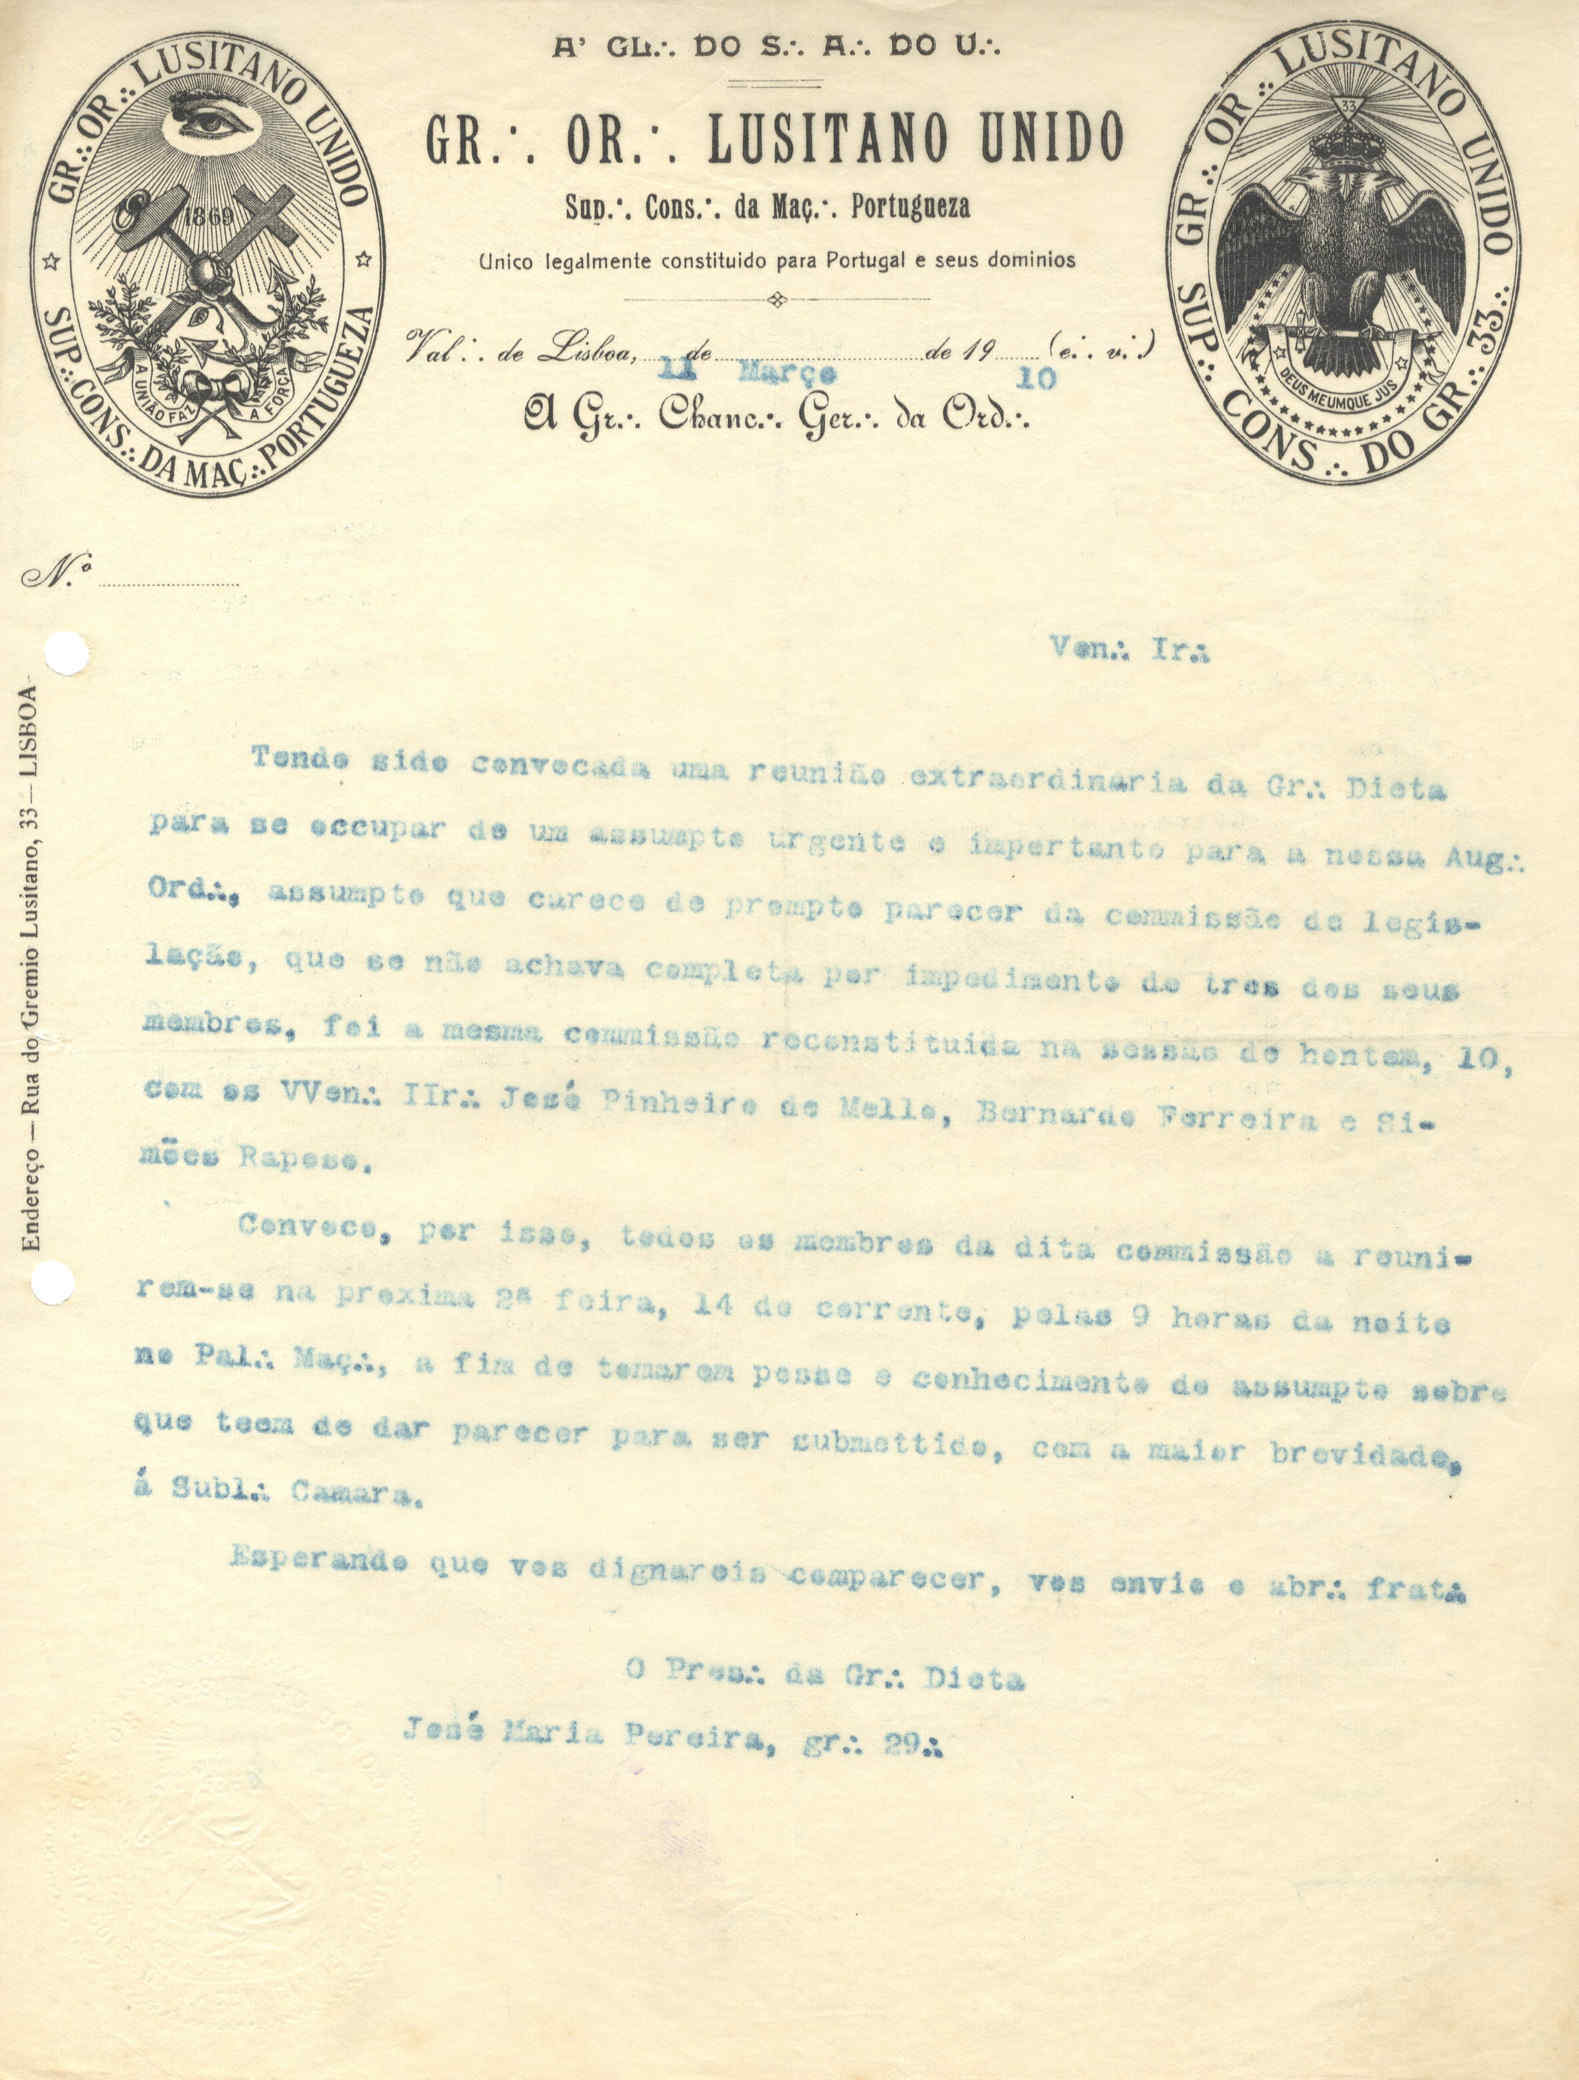 A' GL∴ DO S∴ A∴ DO U∴
GR∴ OR∴ LUSITANO UNIDO
Sup∴ Cons∴ da Maç∴ Portugueza
Unico legalmente constituido para Portugal e seus dominios
Val∴ de Lisboa, 11 de Março de 1910 (e∴ v∴)
A Gr∴ Chanc∴ Ger∴ da Ord∴
GR∴ OR∴ LUSITANO UNIDO
SUP∴ CONS∴ DA MAÇ∴ PORTUGUEZA
1869
A UNIÃO FAZ A FORÇA
GR∴ OR∴ LUSITANO UNIDO
SUP∴ CONS∴ DO GR∴ 33∴
33
DEUS MEUMQUE JUS
N.º
Endereço — Rua do Gremio Lusitano, 33 — LISBOA
Ven∴ Ir∴
Tendo sido convocada uma reunião extraordinaria da Gr∴ Dieta
para se occupar de um assumpto urgente e importante para a nossa Aug∴
Ord∴, assumpto que carece de prompto parecer da commissão de legis-
lação, que se não achava completa por impedimento de tres dos seus
membros, foi a mesma commissão reconstituida na sessão de hontem, 10,
com os VVen∴ IIr∴ José Pinheiro de Mello, Bernardo Ferreira e Si-
mões Raposo.
Convoco, por isso, todos os membros da dita commissão a reuni-
rem-se na proxima 2ª feira, 14 do corrente, pelas 9 horas da noite
no Pal∴ Maç∴, a fim de tomarem posse e conhecimento do assumpto sobre
que teem de dar parecer para ser submettido, com a maior brevidade,
á Subl∴ Camara.
Esperando que vos dignareis comparecer, vos envio o abr∴ frat∴
O Pres∴ da Gr∴ Dieta
José Maria Pereira, gr∴ 29∴